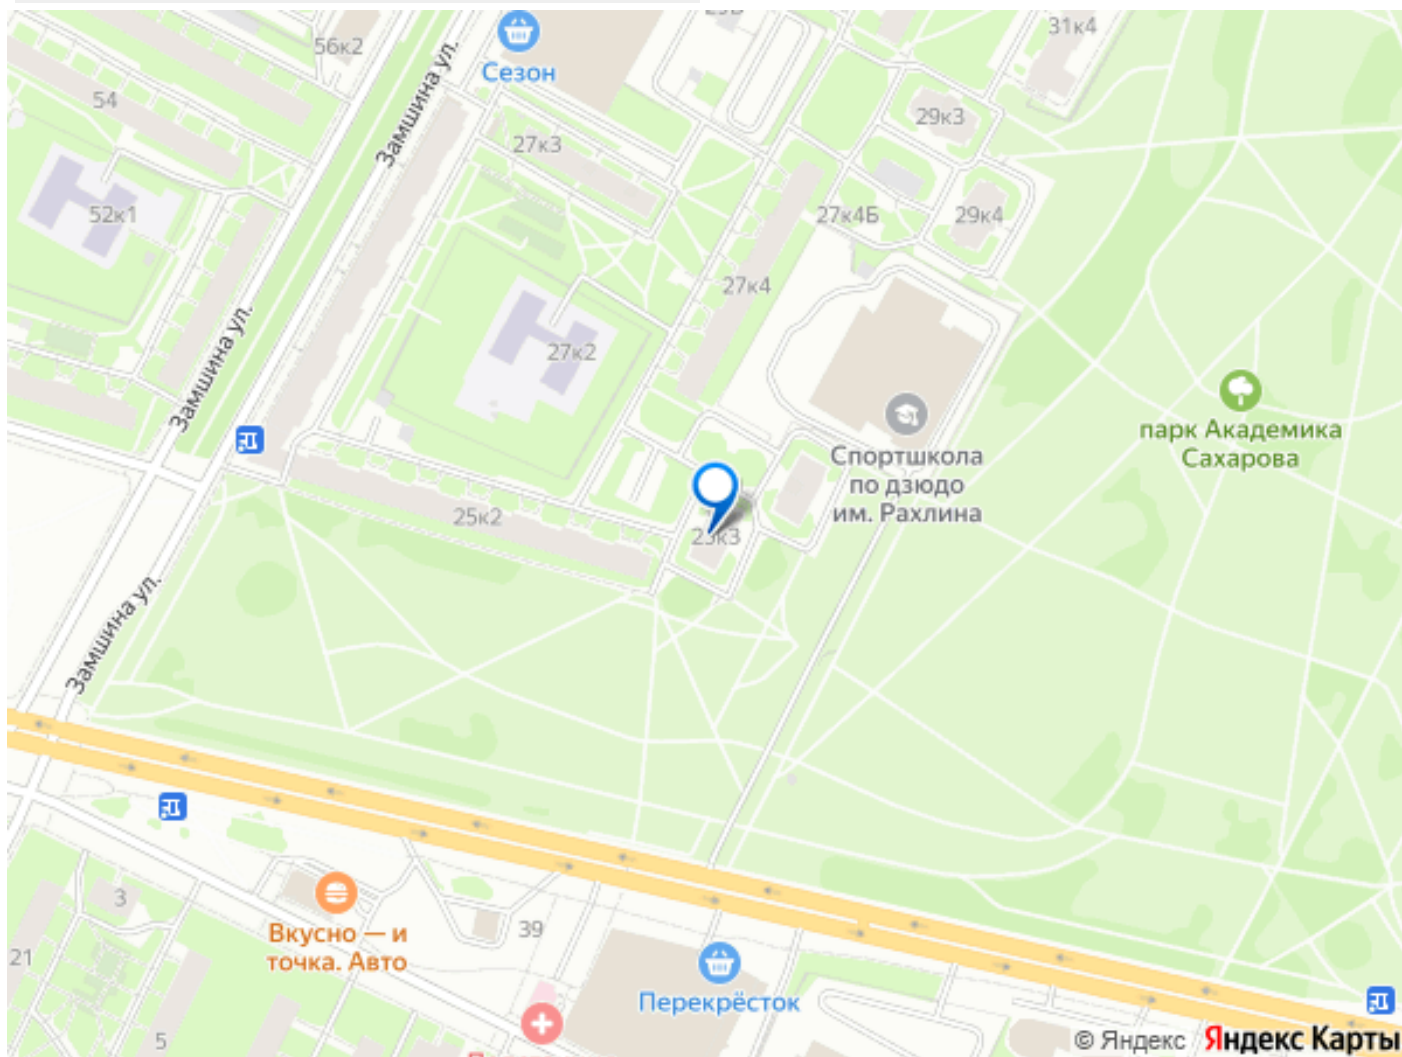 56к2
31к4
Сезон
54
Замшина ул.
29к3
27к3
52к1
27к4Б
29к4
27к4
Замшина ул.
27к2
парк Академика
Сахарова
Спортшкола
по дзюдо
им. Рахлина
25к2
Замшина ул.
3
39
Вкусно — и
точка. Авто
21
Перекрёсток
5
© Яндекс Яндекс Карты